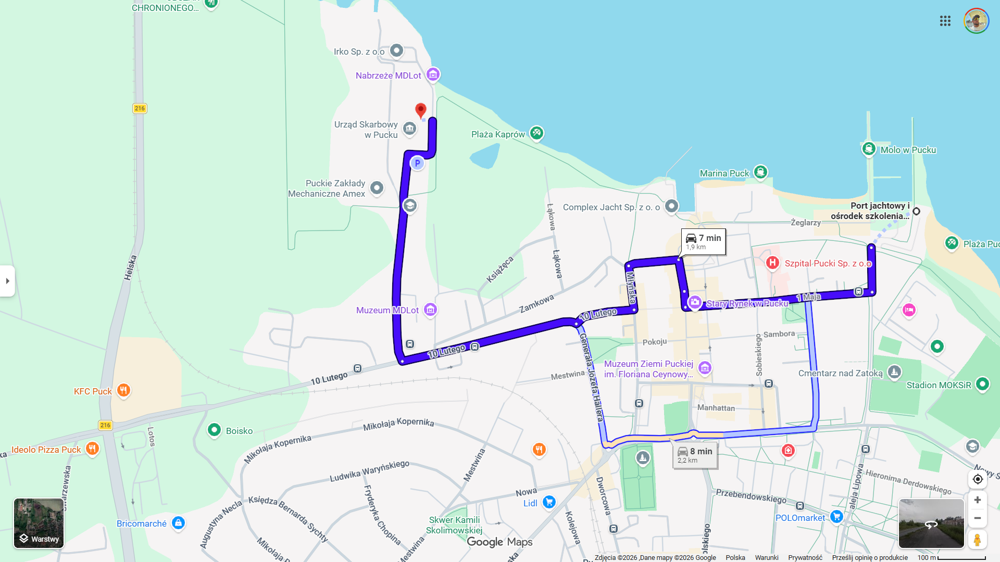 CHRONIONEGO...
Irko Sp. z o.o
Nabrzeże MDLot
216
Urząd Skarbowy
w Pucku
Plaża Kaprów
Molo w Pucku
P
Marina Puck
Puckie Zakłady
Mechaniczne Amex
Complex Jacht Sp. z o. o
Port jachtowy i
ośrodek szkolenia...
Łąkowa
Żeglarzy
7 min
1,9 km
Plaża Puc
Helska
Książęca
Łąkowa
H
Szpital Pucki Sp. z o.o
Młyńska
Zamkowa
Muzeum MDLot
Stary Rynek w Pucku
1 Maja
10 Lutego
Sambora
Pokoju
10 Lutego
Generała Józefa Hallera
Sobieskiego
Muzeum Ziemi Puckiej
im. Floriana Ceynowy...
Mestwina
10 Lutego
Cmentarz nad Zatoką
Stadion MOKSiR
KFC Puck
Manhattan
216
Mikołaja Kopernika
Boisko
Lotos
Mikołaja Kopernika
Ideolo Pizza Puck
ka
8 min
2,2 km
Mestwina
Ludwika Waryńskiego
Hieronima Derdowskiego
Nowy Ś
Dworcowa
aleja Lipowa
Nowa
Przebendowskiego
Lidl
Fryderyka Chopina
Księdza Bernarda Sychty
Augustyna Necla
POLOmarket
Bricomarché
Skwer Kamili
Skolimowskiej
Kolejowa
Warstwy
Mestwina
Google Maps
Zdjęcia ©2026 ,Dane mapy ©2026 Google Polska Warunki Prywatność Prześlij opinię o produkcie 100 m